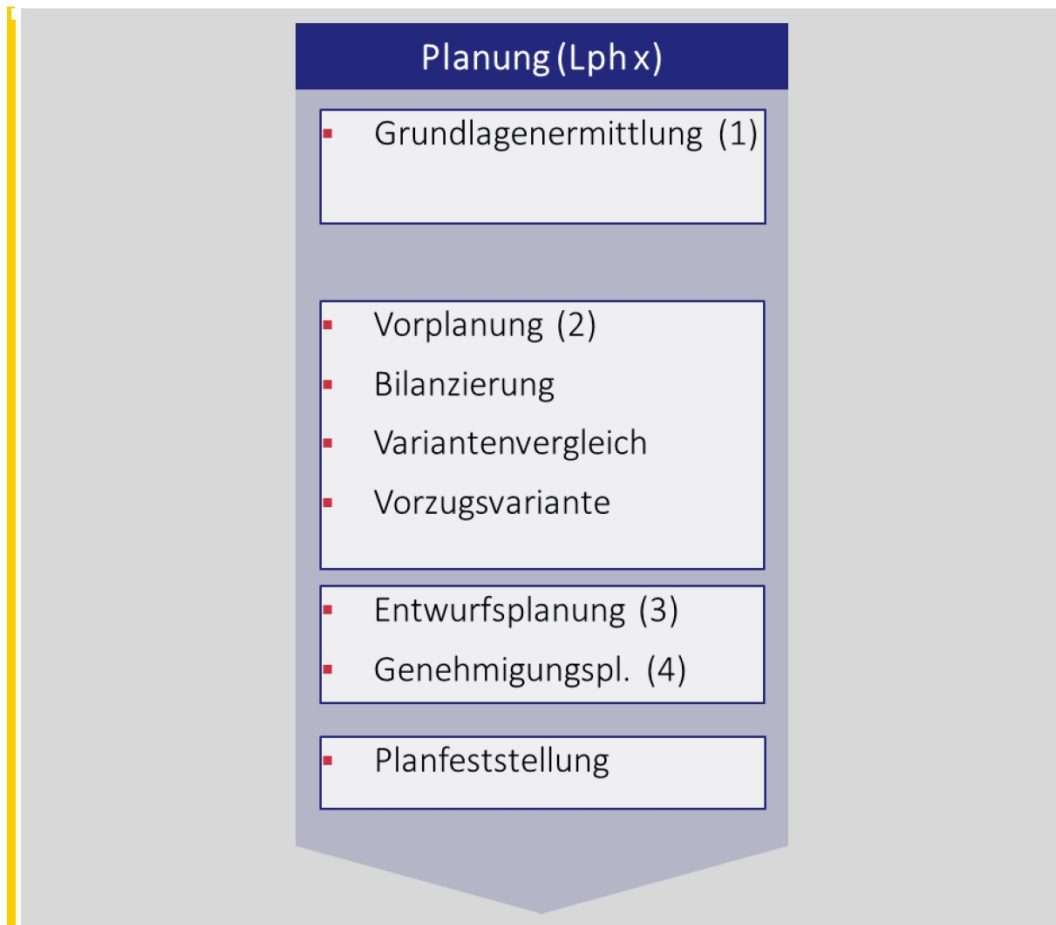 Planung (Lph x)
Grundlagenermittlung (1)
Vorplanung (2)
Bilanzierung
Variantenvergleich
Vorzugsvariante
Entwurfsplanung (3)
Genehmigungspl. (4)
Planfeststellung